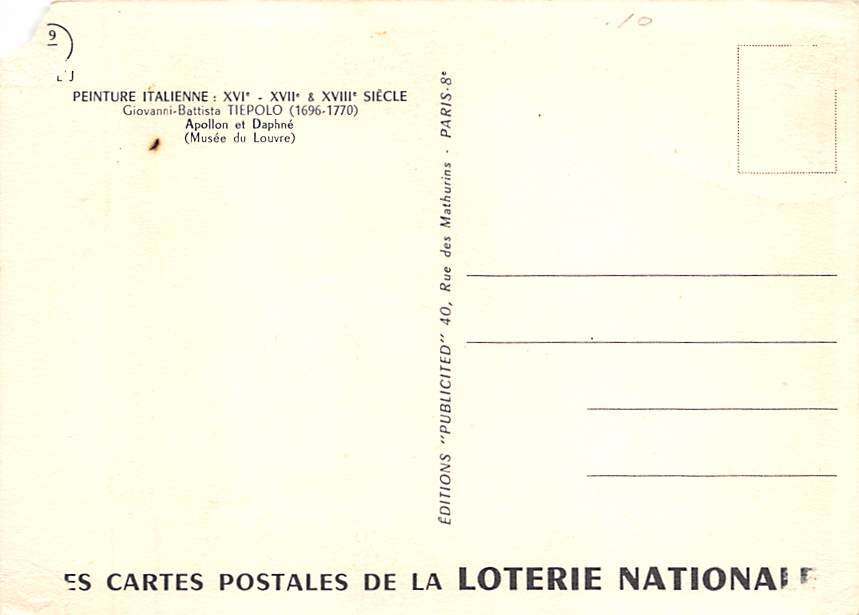 9
PEINTURE ITALIENNE : XVIᵉ - XVIIᵉ & XVIIIᵉ SIÈCLE
Giovanni-Battista TIEPOLO (1696-1770)
Apollon et Daphné
(Musée du Louvre)
.10
ÉDITIONS "PUBLICITED" 40, Rue des Mathurins - PARIS-8ᵉ
ES CARTES POSTALES DE LA LOTERIE NATIONALE